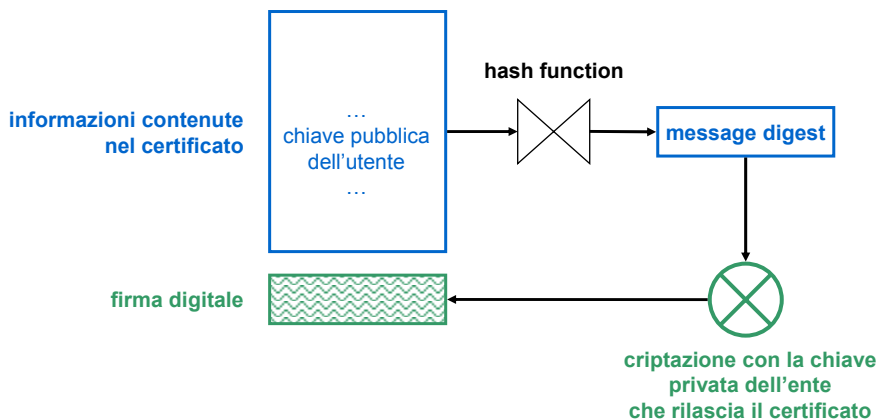 hash function
informazioni contenute
nel certificato
…
chiave pubblica
dell’utente
…
message digest
firma digitale
criptazione con la chiave
privata dell’ente
che rilascia il certificato